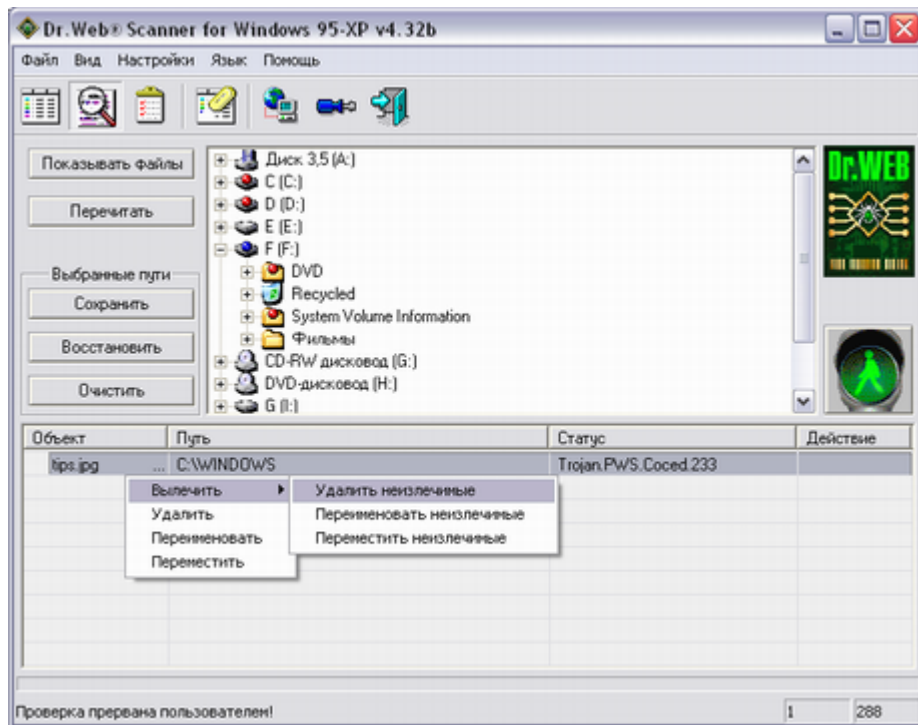 Dr.Web® Scanner for Windows 95-XP v4.32b
Файл Вид Настройки Язык Помощь
Показывать файлы
Перечитать
Выбранные пути
Сохранить
Восстановить
Очистить
Диск 3,5 (A:)
C (C:)
D (D:)
E (E:)
F (F:)
DVD
Recycled
System Volume Information
Фильмы
CD-RW дисковод (G:)
DVD-дисковод (H:)
G (I:)
Dr.WEB
Объект Путь Статус Действие
tips.jpg ... C:\WINDOWS Trojan.PWS.Coced.233
Вылечить
Удалить
Переименовать
Переместить
Удалить неизлечимые
Переименовать неизлечимые
Переместить неизлечимые
Проверка прервана пользователем! 1 288